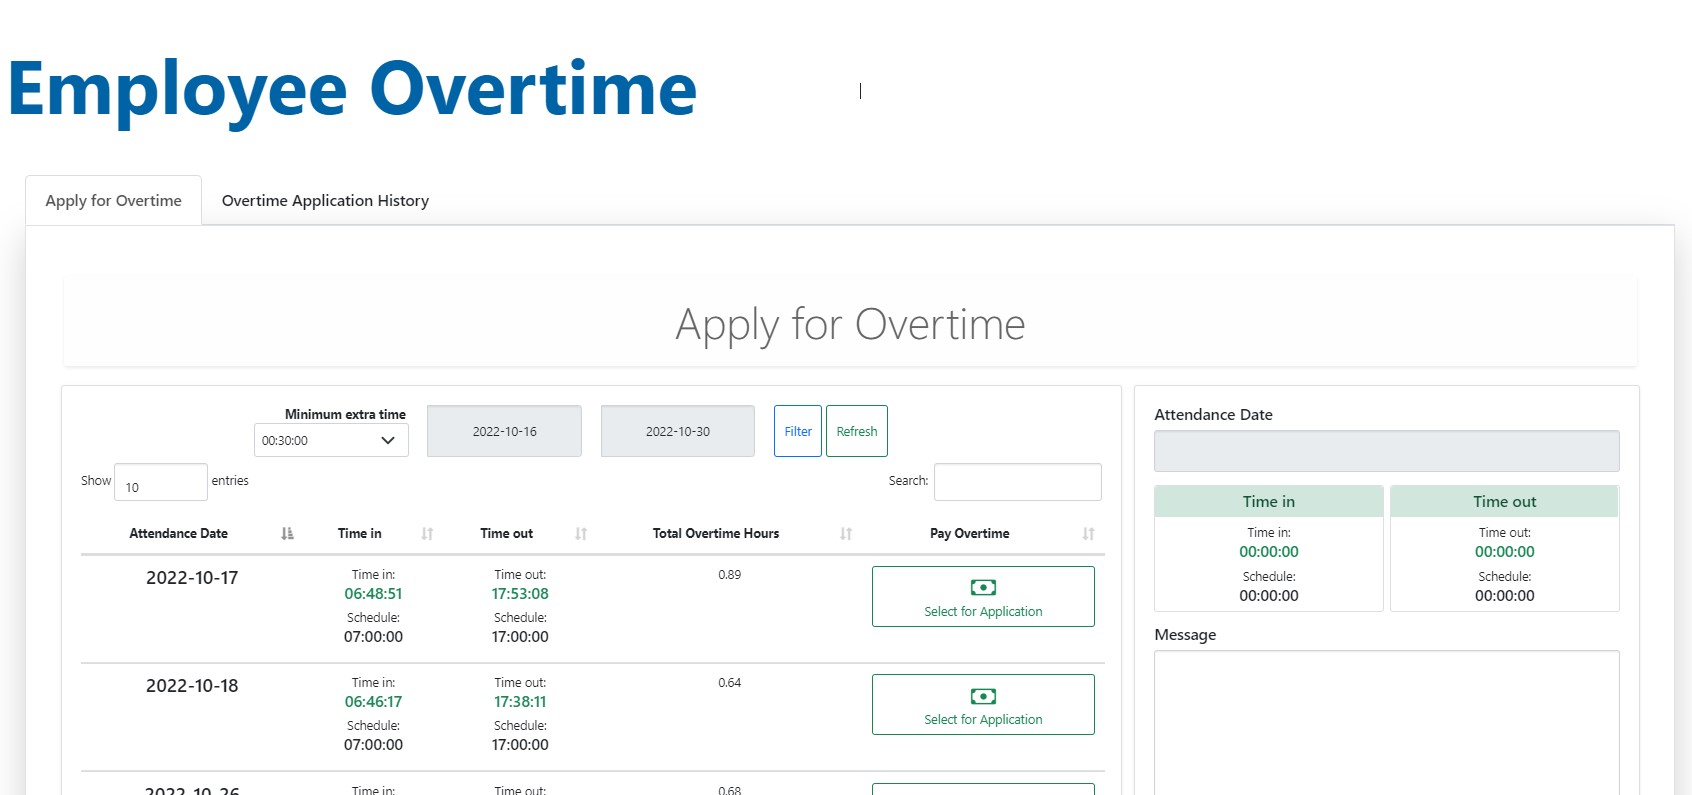 Employee Overtime
Apply for Overtime
Overtime Application History
Apply for Overtime
Minimum extra time
00:30:00
2022-10-16
2022-10-30
Filter
Refresh
Show 10 entries
Search:
Attendance Date Time in Time out Total Overtime Hours Pay Overtime
2022-10-17
Time in:
06:48:51
Schedule:
07:00:00
Time out:
17:53:08
Schedule:
17:00:00
0.89
Select for Application
2022-10-18
Time in:
06:46:17
Schedule:
07:00:00
Time out:
17:38:11
Schedule:
17:00:00
0.64
Select for Application
2022-10-26
Time in:
Time out:
0.68
Attendance Date
Time in
Time in:
00:00:00
Schedule:
00:00:00
Time out
Time out:
00:00:00
Schedule:
00:00:00
Message